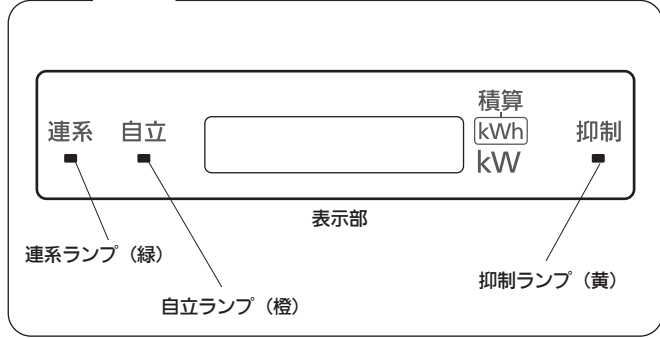 積算
連系 自立 kWh 抑制
kW
表示部
連系ランプ（緑）
抑制ランプ（黄）
自立ランプ（橙）